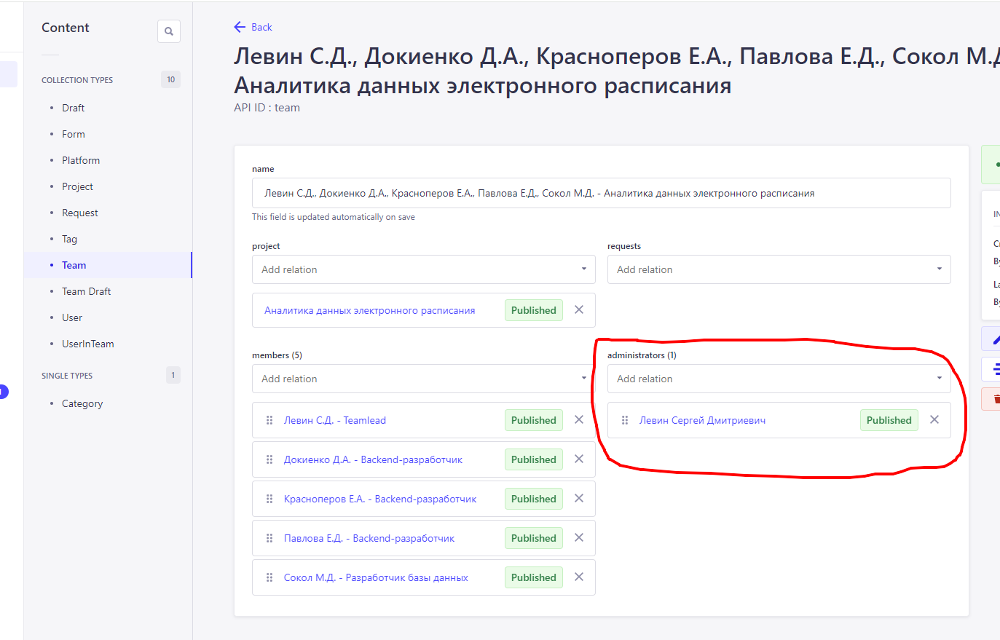 Content
COLLECTION TYPES 10
Draft
Form
Platform
Project
Request
Tag
Team
Team Draft
User
UserInTeam
SINGLE TYPES 1
Category
Back
Левин С.Д., Докиенко Д.А., Красноперов Е.А., Павлова Е.Д., Сокол М.Д
Аналитика данных электронного расписания
API ID : team
name
Левин С.Д., Докиенко Д.А., Красноперов Е.А., Павлова Е.Д., Сокол М.Д. - Аналитика данных электронного расписания
This field is updated automatically on save
project
Add relation
Аналитика данных электронного расписания Published
requests
Add relation
members (5)
Add relation
Левин С.Д. - Teamlead Published
Докиенко Д.А. - Backend-разработчик Published
Красноперов Е.А. - Backend-разработчик Published
Павлова Е.Д. - Backend-разработчик Published
Сокол М.Д. - Разработчик базы данных Published
administrators (1)
Add relation
Левин Сергей Дмитриевич Published